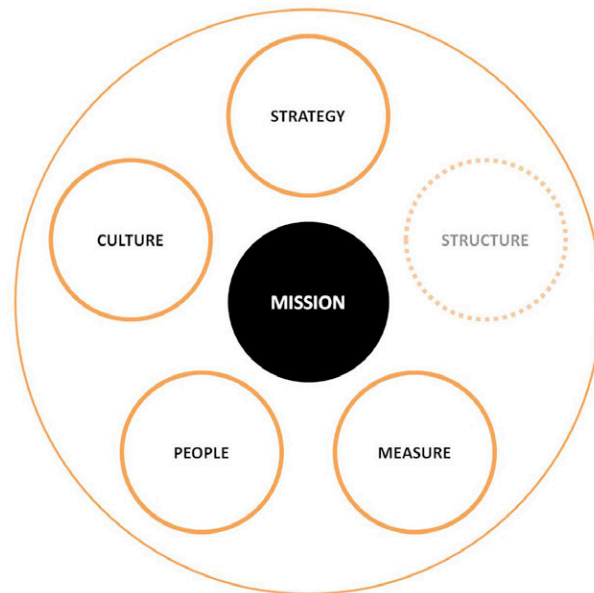 STRATEGY
CULTURE
STRUCTURE
MISSION
PEOPLE
MEASURE